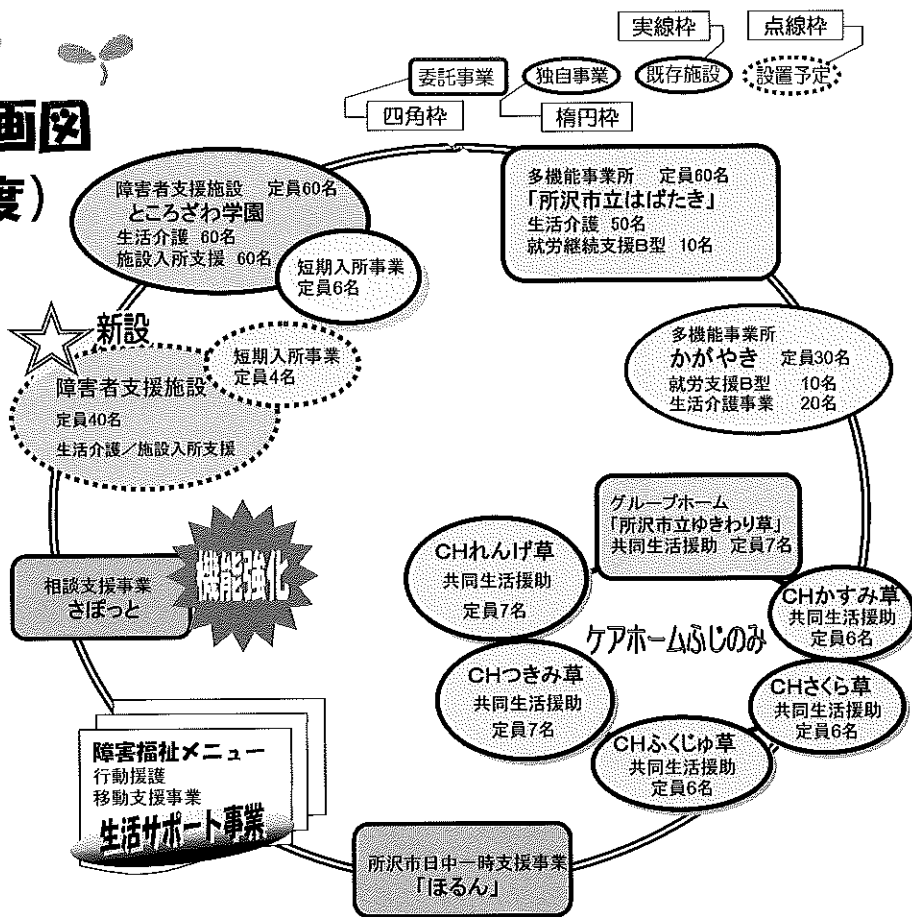 実線枠
点線枠
委託事業
独自事業
既存施設
設置予定
四角枠
楕円枠
画図
度)
障害者支援施設 定員60名
ところざわ学園
生活介護 60名
施設入所支援 60名
短期入所事業
定員6名
多機能事業所 定員60名
「所沢市立はばたき」
生活介護 50名
就労継続支援B型 10名
新設
短期入所事業
定員4名
障害者支援施設
定員40名
生活介護/施設入所支援
多機能事業所
かがやき 定員30名
就労支援B型 10名
生活介護事業 20名
グループホーム
「所沢市立ゆきわり草」
共同生活援助 定員7名
機能強化
相談支援事業
さぽっと
CHれんげ草
共同生活援助
定員7名
CHかすみ草
共同生活援助
定員6名
ケアホームふじのみ
CHつきみ草
共同生活援助
定員7名
CHさくら草
共同生活援助
定員6名
CHふくじゅ草
共同生活援助
定員6名
障害福祉メニュー
行動援護
移動支援事業
生活サポート事業
所沢市日中一時支援事業
「ぽるん」